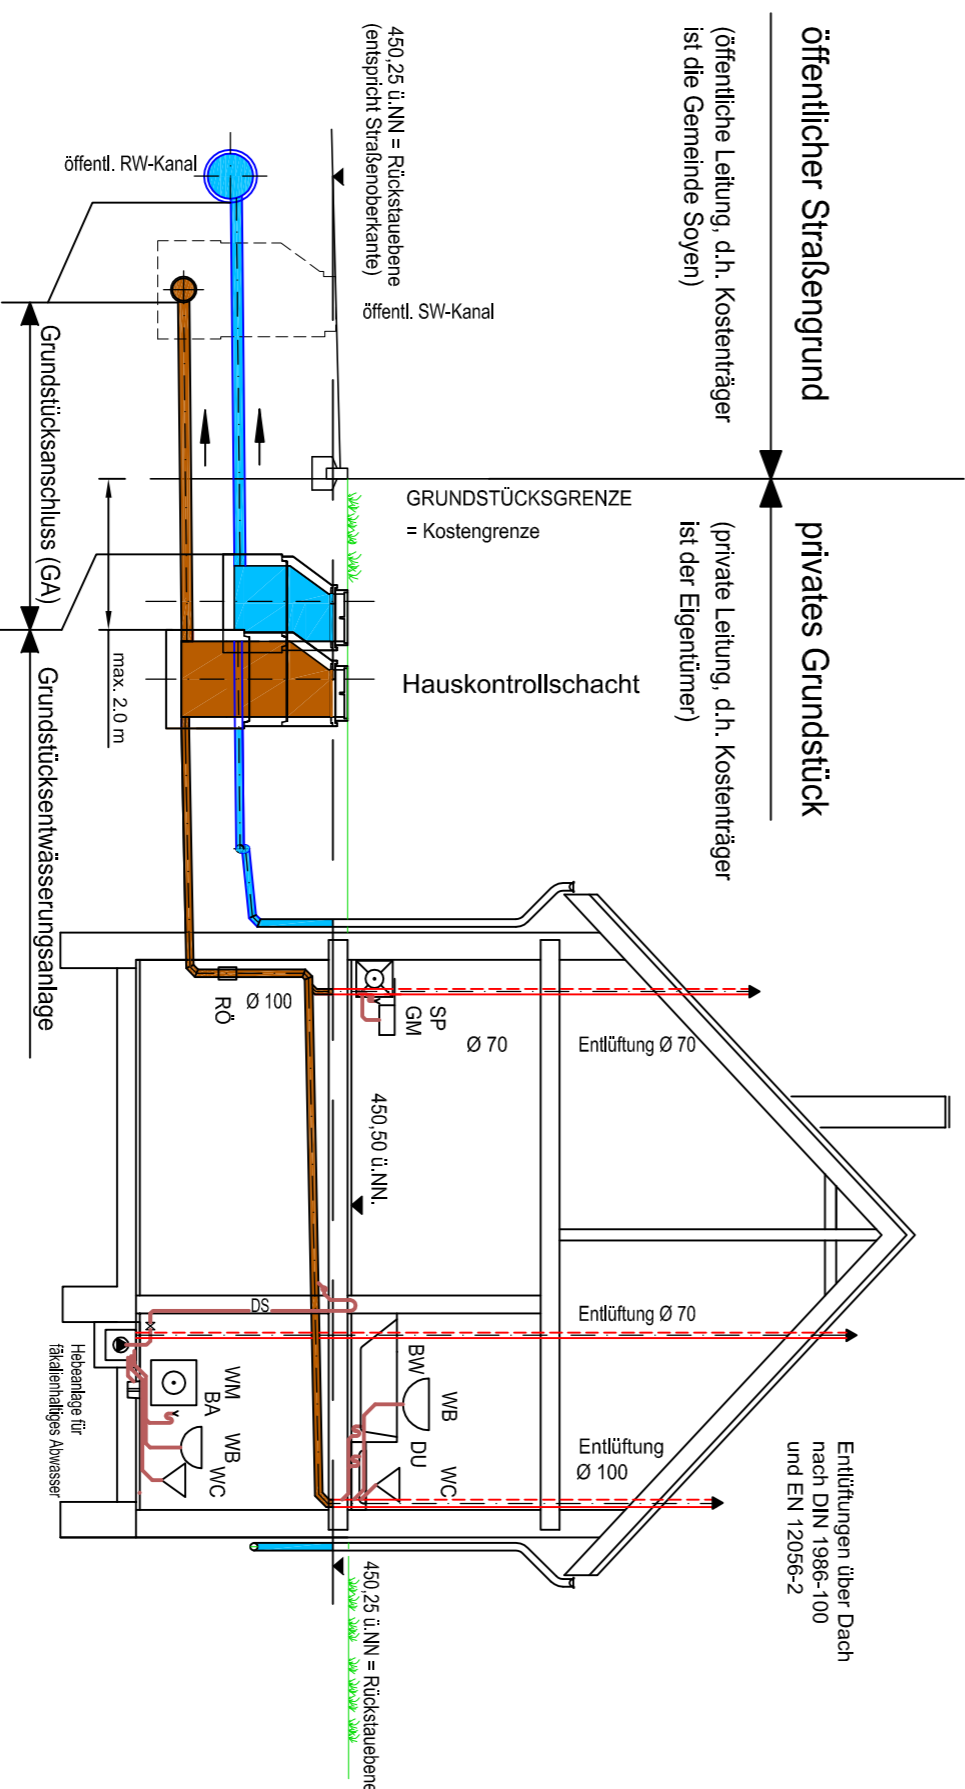 öffentlicher Straßengrund
(öffentliche Leitung, d.h. Kostenträger
ist die Gemeinde Soyen)
privates Grundstück
(private Leitung, d.h. Kostenträger
ist der Eigentümer)
Entlüftungen über Dach
nach DIN 1986-100
und EN 12056-2
450,25 ü.NN = Rückstauebene
(entspricht Straßenoberkante)
öffentl. RW-Kanal
öffentl. SW-Kanal
GRUNDSTÜCKSGRENZE
= Kostengrenze
Hauskontrollschacht
Entlüftung Ø 70
Entlüftung Ø 70
Entlüftung
Ø 100
SP
GM
Ø 70
450,50 ü.NN.
WB
BW
DU
WC
450,25 ü.NN = Rückstauebene
Ø 100
RÖ
DS
WM
BA
WB
WC
Hebeanlage für
fäkalienhaltiges Abwasser
max. 2.0 m
Grundstücksanschluss (GA)
Grundstücksentwässerungsanlage